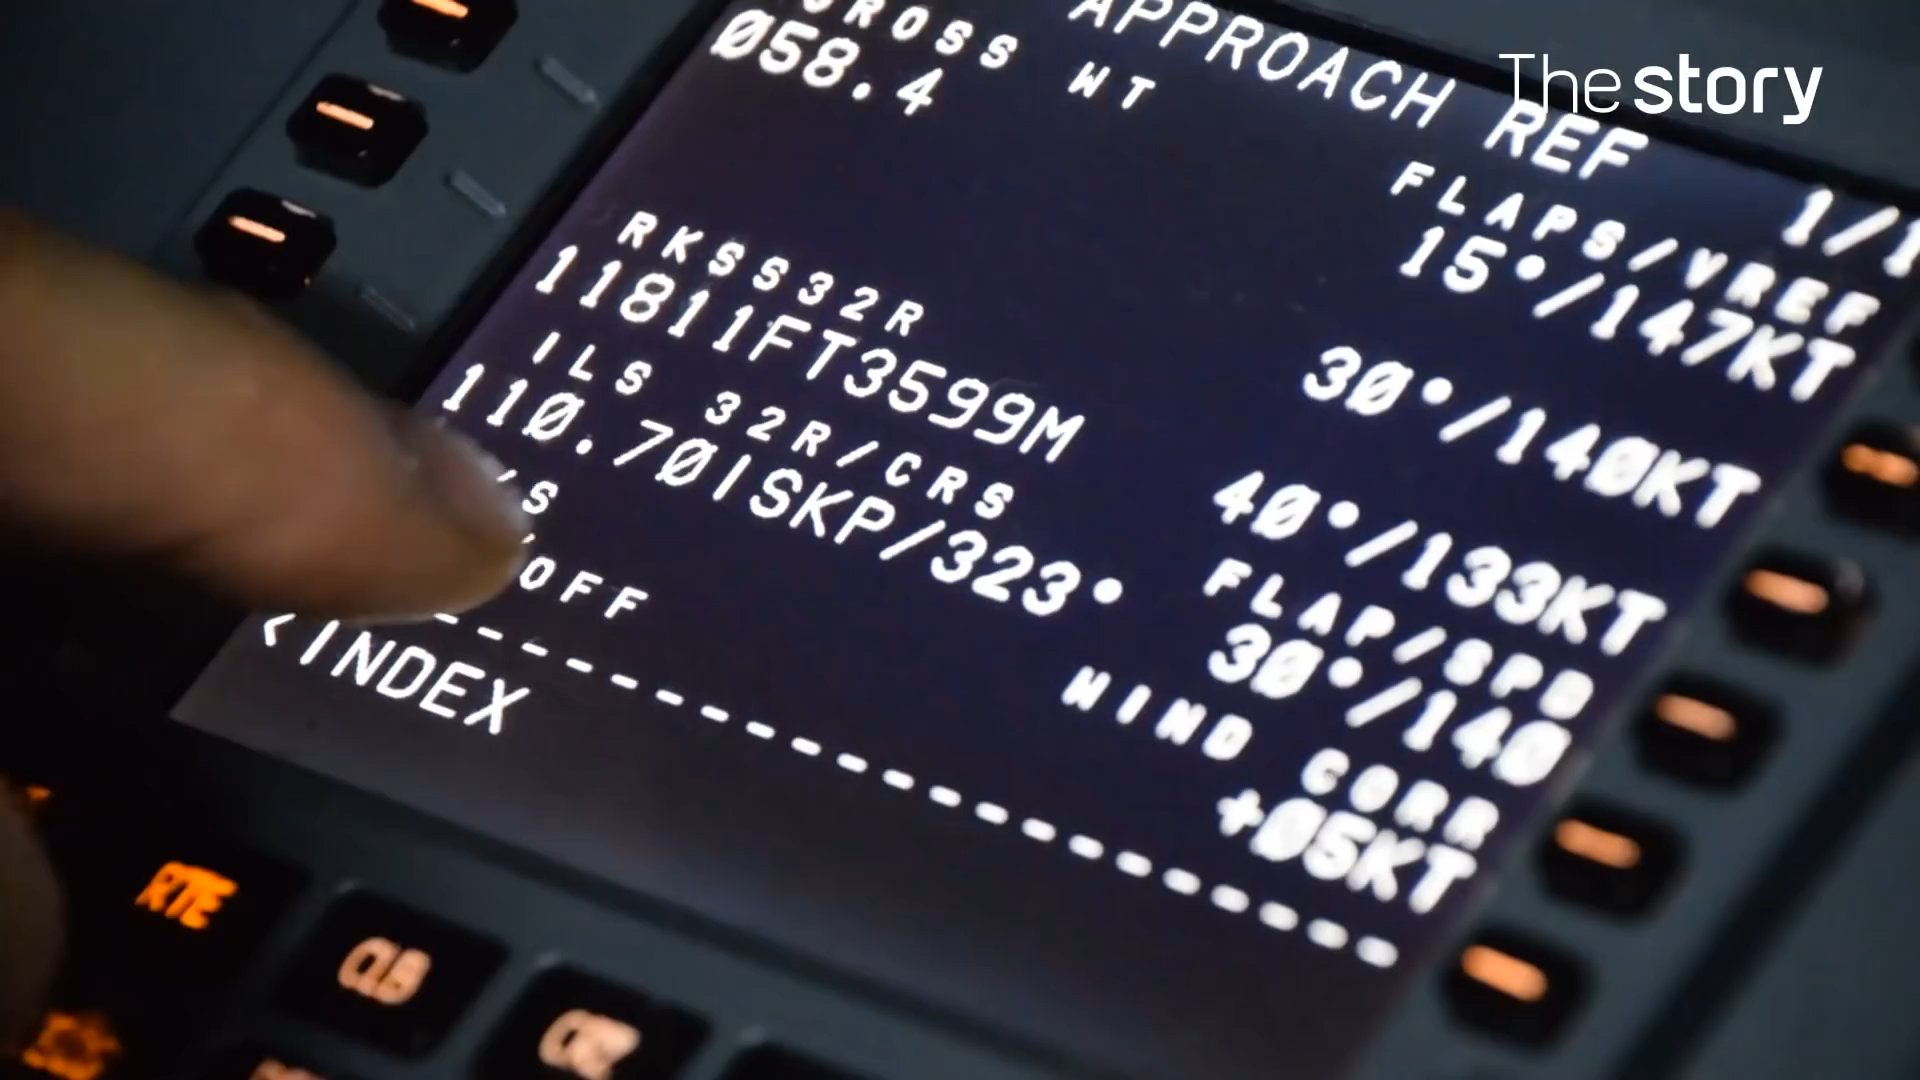 The story
APPROACH REF 1/1
GROSS WT
058.4
FLAPS/VREF
15°/147KT
RKSS32R
11811FT3599M
30°/140KT
ILS 32R/CRS
110.70ISKP/323°
40°/133KT
/S
FLAP/SPD
30°/140
/OFF
WIND CORR
+05KT
<INDEX
RTE
CLB